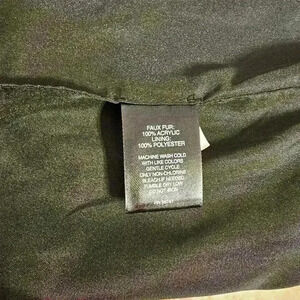 FAUX FUR:
100% ACRYLIC
LINING:
100% POLYESTER
MACHINE WASH COLD
WITH LIKE COLORS
GENTLE CYCLE
ONLY NON-CHLORINE
BLEACH IF NEEDED
TUMBLE DRY LOW
DO NOT IRON